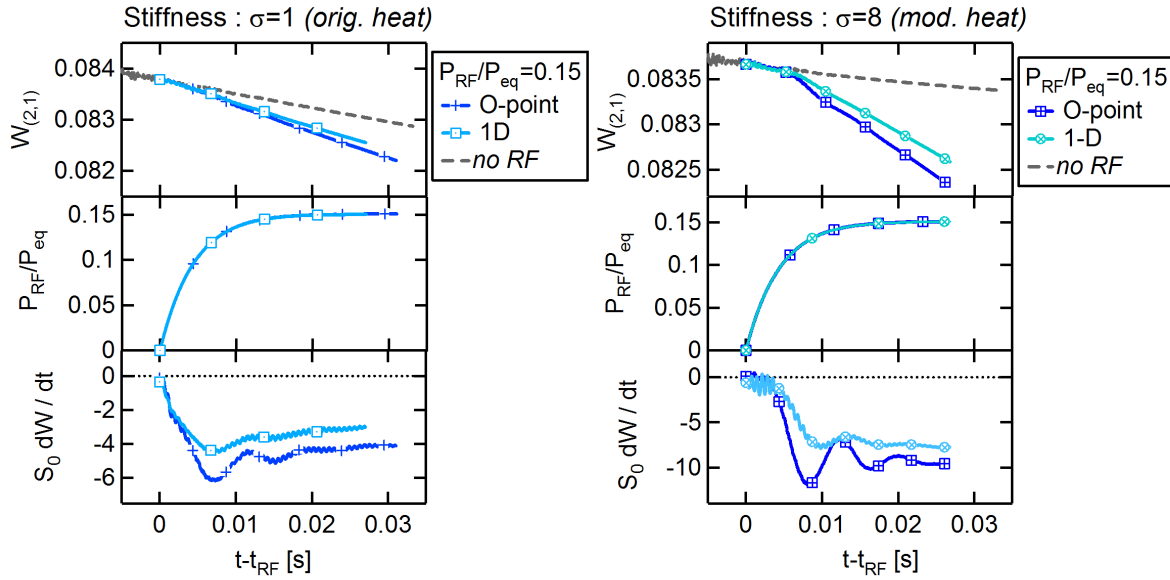 Stiffness : σ=1 (orig. heat)
0.084
0.083
0.082
W(2,1)
P_RF/P_eq=0.15
O-point
1D
no RF
0.15
0.1
0.05
0
P_RF/P_eq
0
-2
-4
-6
S_0 dW / dt
0
0.01
0.02
0.03
t-t_RF [s]
Stiffness : σ=8 (mod. heat)
0.0835
0.083
0.0825
W(2,1)
P_RF/P_eq=0.15
O-point
1-D
no RF
0.15
0.1
0.05
0
P_RF/P_eq
0
-5
-10
S_0 dW / dt
0
0.01
0.02
0.03
t-t_RF [s]